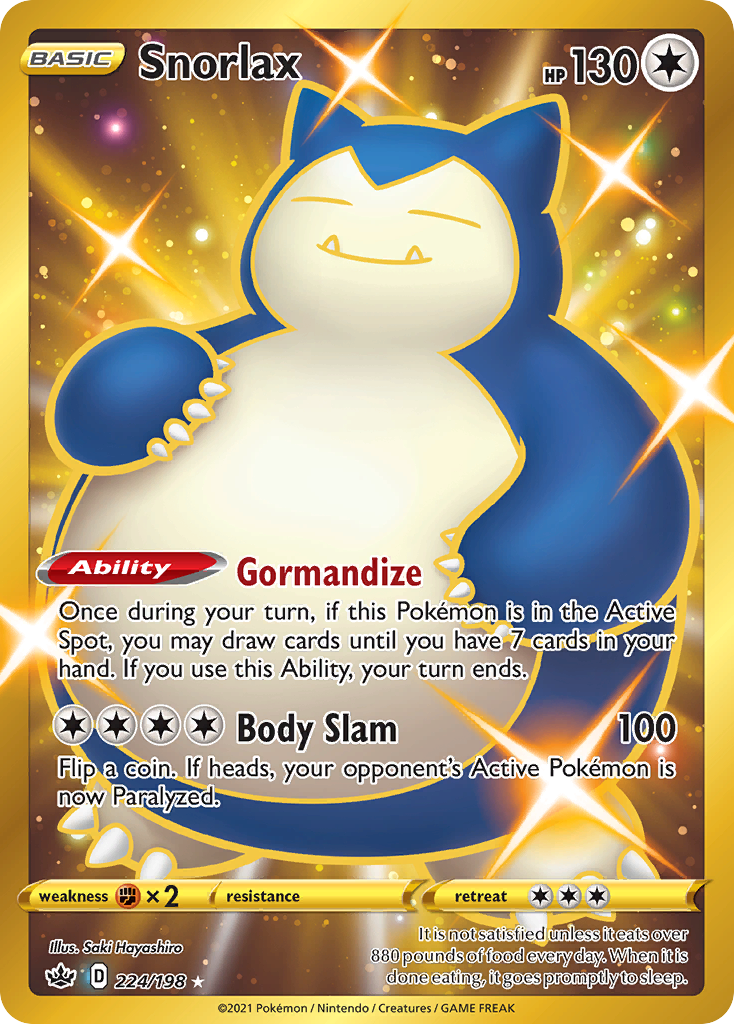 BASIC Snorlax HP 130
Ability Gormandize
Once during your turn, if this Pokémon is in the Active
Spot, you may draw cards until you have 7 cards in your
hand. If you use this Ability, your turn ends.
Body Slam 100
Flip a coin. If heads, your opponent's Active Pokémon is
now Paralyzed.
weakness ×2 resistance retreat
Illus. Saki Hayashiro
It is not satisfied unless it eats over
880 pounds of food every day. When it is
done eating, it goes promptly to sleep.
D 224/198
©2021 Pokémon / Nintendo / Creatures / GAME FREAK